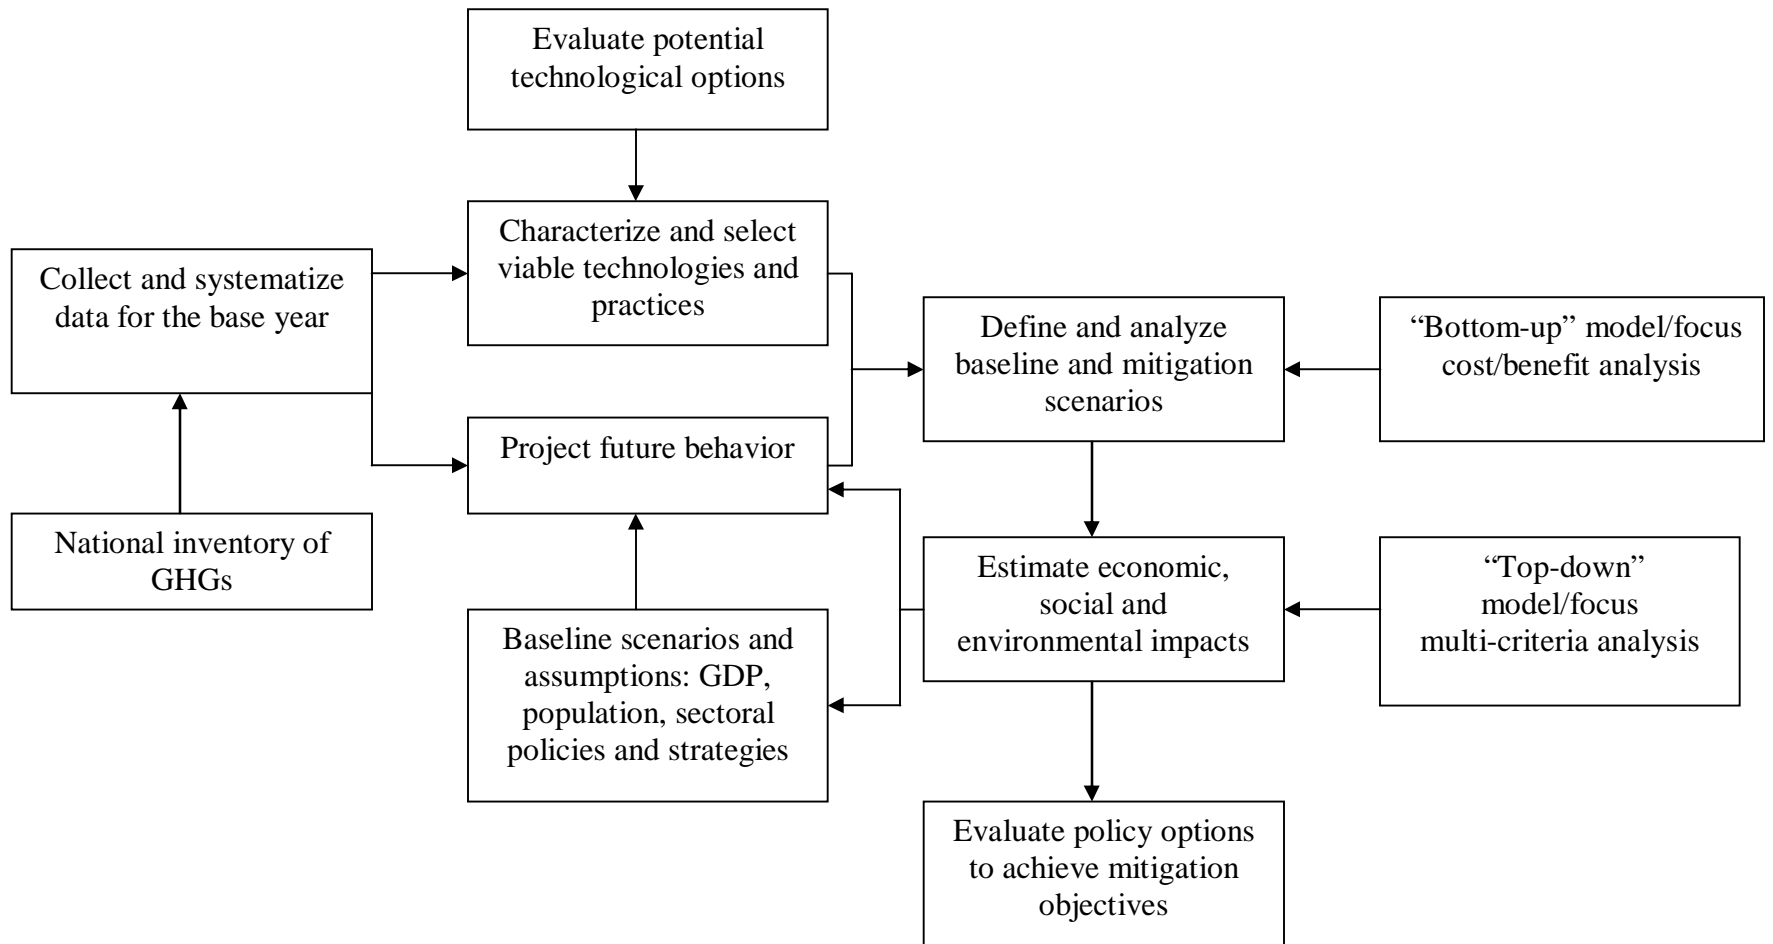 Evaluate potential
technological options
Characterize and select
viable technologies and
practices
Collect and systematize
data for the base year
Define and analyze
baseline and mitigation
scenarios
“Bottom-up” model/focus
cost/benefit analysis
Project future behavior
National inventory of
GHGs
Estimate economic,
social and
environmental impacts
“Top-down”
model/focus
multi-criteria analysis
Baseline scenarios and
assumptions: GDP,
population, sectoral
policies and strategies
Evaluate policy options
to achieve mitigation
objectives